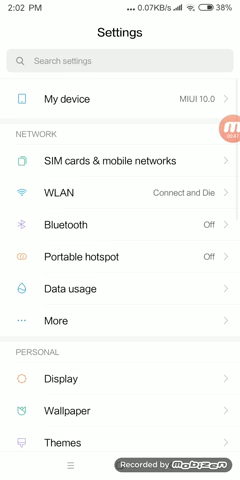 2:02 PM ... 0.07KB/s 38%
Settings
Search settings
My device MIUI 10.0
NETWORK
SIM cards & mobile networks
WLAN Connect and Die
Bluetooth Off
Portable hotspot Off
Data usage
More
PERSONAL
Display
Wallpaper
Themes
Recorded by mobizen